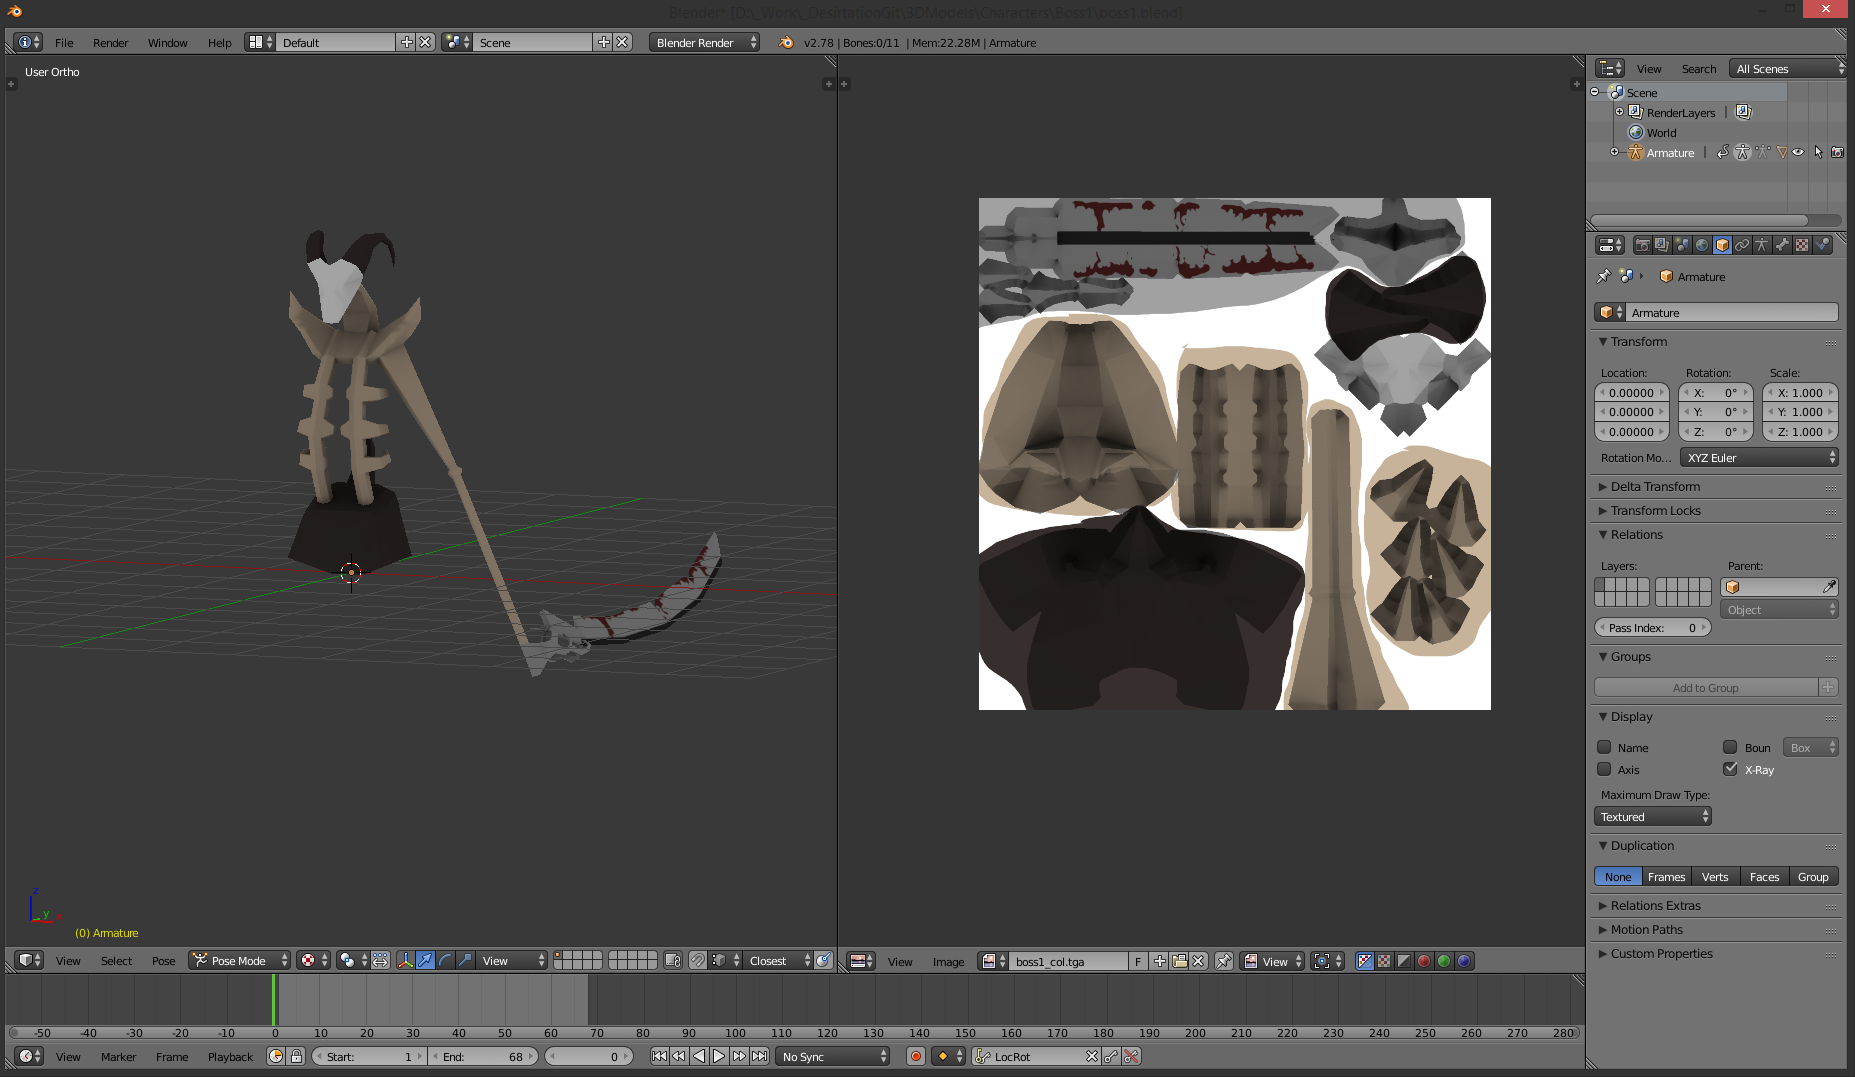 Blender* [D:\_Work\_DesirtationGit\3DModels\Characters\Boss1\boss1.blend]
File Render Window Help Default Scene Blender Render v2.78 | Bones:0/11 | Mem:22.28M | Armature
User Ortho
(0) Armature
z
y
x
View Select Pose Pose Mode View Closest
View Image boss1_col.tga F View
View Search All Scenes
Scene
RenderLayers
World
Armature
Armature
Armature
Transform
Location: Rotation: Scale:
0.00000 X: 0° X: 1.000
0.00000 Y: 0° Y: 1.000
0.00000 Z: 0° Z: 1.000
Rotation Mo... XYZ Euler
Delta Transform
Transform Locks
Relations
Layers: Parent:
Object
Pass Index: 0
Groups
Add to Group
Display
Name Boun Box
Axis X-Ray
Maximum Draw Type:
Textured
Duplication
None Frames Verts Faces Group
Relations Extras
Motion Paths
Custom Properties
-50 -40 -30 -20 -10 0 10 20 30 40 50 60 70 80 90 100 110 120 130 140 150 160 170 180 190 200 210 220 230 240 250 260 270 280
View Marker Frame Playback Start: 1 End: 68 0 No Sync LocRot